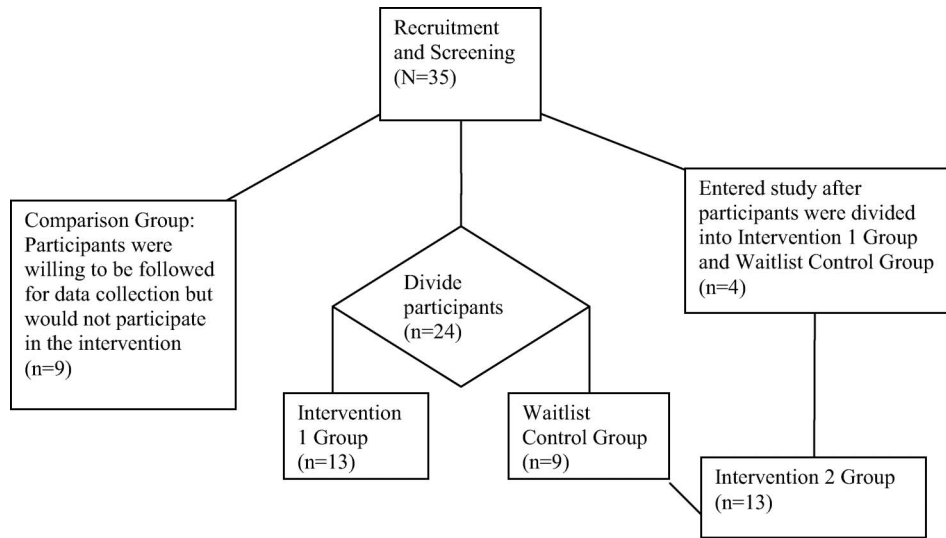 Recruitment
and Screening
(N=35)
Comparison Group:
Participants were
willing to be followed
for data collection but
would not participate
in the intervention
(n=9)
Divide
participants
(n=24)
Entered study after
participants were divided
into Intervention 1 Group
and Waitlist Control Group
(n=4)
Intervention
1 Group
(n=13)
Waitlist
Control Group
(n=9)
Intervention 2 Group
(n=13)